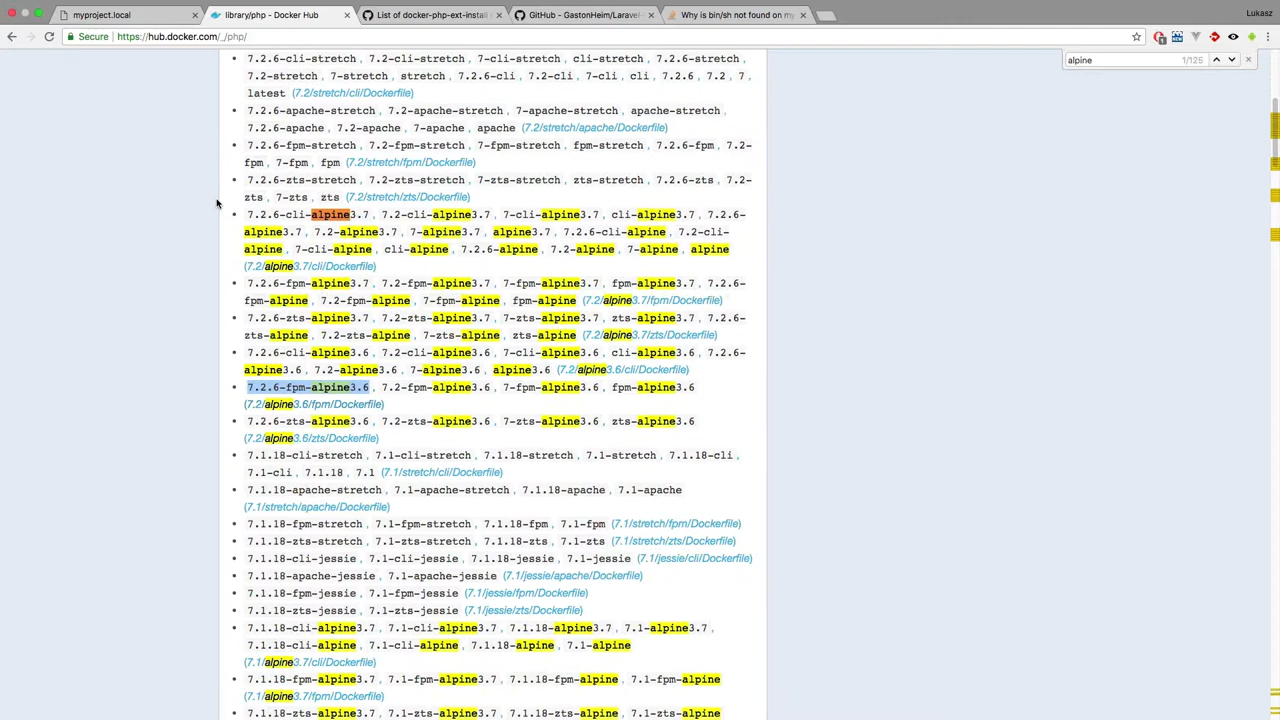 myproject.local
library/php - Docker Hub
List of docker-php-ext-install
GitHub - GastonHeim/Laravel-
Why is bin/sh not found on my
Lukasz
Secure
https://hub.docker.com/_/php/
alpine
1/125
7.2.6-cli-stretch , 7.2-cli-stretch , 7-cli-stretch , cli-stretch , 7.2.6-stretch ,
7.2-stretch , 7-stretch , stretch , 7.2.6-cli , 7.2-cli , 7-cli , cli , 7.2.6 , 7.2 , 7 ,
latest (7.2/stretch/cli/Dockerfile)
7.2.6-apache-stretch , 7.2-apache-stretch , 7-apache-stretch , apache-stretch ,
7.2.6-apache , 7.2-apache , 7-apache , apache (7.2/stretch/apache/Dockerfile)
7.2.6-fpm-stretch , 7.2-fpm-stretch , 7-fpm-stretch , fpm-stretch , 7.2.6-fpm , 7.2-
fpm , 7-fpm , fpm (7.2/stretch/fpm/Dockerfile)
7.2.6-zts-stretch , 7.2-zts-stretch , 7-zts-stretch , zts-stretch , 7.2.6-zts , 7.2-
zts , 7-zts , zts (7.2/stretch/zts/Dockerfile)
7.2.6-cli-alpine3.7 , 7.2-cli-alpine3.7 , 7-cli-alpine3.7 , cli-alpine3.7 , 7.2.6-
alpine3.7 , 7.2-alpine3.7 , 7-alpine3.7 , alpine3.7 , 7.2.6-cli-alpine , 7.2-cli-
alpine , 7-cli-alpine , cli-alpine , 7.2.6-alpine , 7.2-alpine , 7-alpine , alpine
(7.2/alpine3.7/cli/Dockerfile)
7.2.6-fpm-alpine3.7 , 7.2-fpm-alpine3.7 , 7-fpm-alpine3.7 , fpm-alpine3.7 , 7.2.6-
fpm-alpine , 7.2-fpm-alpine , 7-fpm-alpine , fpm-alpine (7.2/alpine3.7/fpm/Dockerfile)
7.2.6-zts-alpine3.7 , 7.2-zts-alpine3.7 , 7-zts-alpine3.7 , zts-alpine3.7 , 7.2.6-
zts-alpine , 7.2-zts-alpine , 7-zts-alpine , zts-alpine (7.2/alpine3.7/zts/Dockerfile)
7.2.6-cli-alpine3.6 , 7.2-cli-alpine3.6 , 7-cli-alpine3.6 , cli-alpine3.6 , 7.2.6-
alpine3.6 , 7.2-alpine3.6 , 7-alpine3.6 , alpine3.6 (7.2/alpine3.6/cli/Dockerfile)
7.2.6-fpm-alpine3.6 , 7.2-fpm-alpine3.6 , 7-fpm-alpine3.6 , fpm-alpine3.6
(7.2/alpine3.6/fpm/Dockerfile)
7.2.6-zts-alpine3.6 , 7.2-zts-alpine3.6 , 7-zts-alpine3.6 , zts-alpine3.6
(7.2/alpine3.6/zts/Dockerfile)
7.1.18-cli-stretch , 7.1-cli-stretch , 7.1.18-stretch , 7.1-stretch , 7.1.18-cli ,
7.1-cli , 7.1.18 , 7.1 (7.1/stretch/cli/Dockerfile)
7.1.18-apache-stretch , 7.1-apache-stretch , 7.1.18-apache , 7.1-apache
(7.1/stretch/apache/Dockerfile)
7.1.18-fpm-stretch , 7.1-fpm-stretch , 7.1.18-fpm , 7.1-fpm (7.1/stretch/fpm/Dockerfile)
7.1.18-zts-stretch , 7.1-zts-stretch , 7.1.18-zts , 7.1-zts (7.1/stretch/zts/Dockerfile)
7.1.18-cli-jessie , 7.1-cli-jessie , 7.1.18-jessie , 7.1-jessie (7.1/jessie/cli/Dockerfile)
7.1.18-apache-jessie , 7.1-apache-jessie (7.1/jessie/apache/Dockerfile)
7.1.18-fpm-jessie , 7.1-fpm-jessie (7.1/jessie/fpm/Dockerfile)
7.1.18-zts-jessie , 7.1-zts-jessie (7.1/jessie/zts/Dockerfile)
7.1.18-cli-alpine3.7 , 7.1-cli-alpine3.7 , 7.1.18-alpine3.7 , 7.1-alpine3.7 ,
7.1.18-cli-alpine , 7.1-cli-alpine , 7.1.18-alpine , 7.1-alpine
(7.1/alpine3.7/cli/Dockerfile)
7.1.18-fpm-alpine3.7 , 7.1-fpm-alpine3.7 , 7.1.18-fpm-alpine , 7.1-fpm-alpine
(7.1/alpine3.7/fpm/Dockerfile)
7.1.18-zts-alpine3.7 , 7.1-zts-alpine3.7 , 7.1.18-zts-alpine , 7.1-zts-alpine